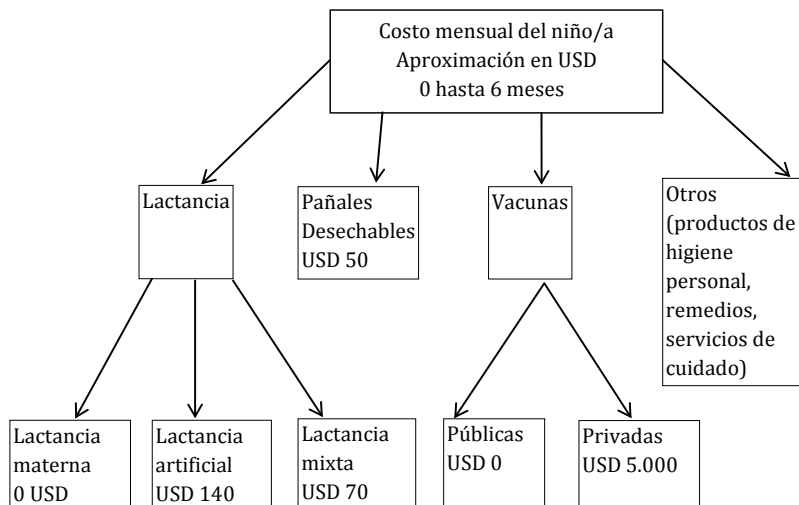 Costo mensual del niño/a
Aproximación en USD
0 hasta 6 meses
Lactancia
Pañales
Desechables
USD 50
Vacunas
Otros
(productos de
higiene
personal,
remedios,
servicios de
cuidado)
Lactancia
materna
0 USD
Lactancia
artificial
USD 140
Lactancia
mixta
USD 70
Públicas
USD 0
Privadas
USD 5.000